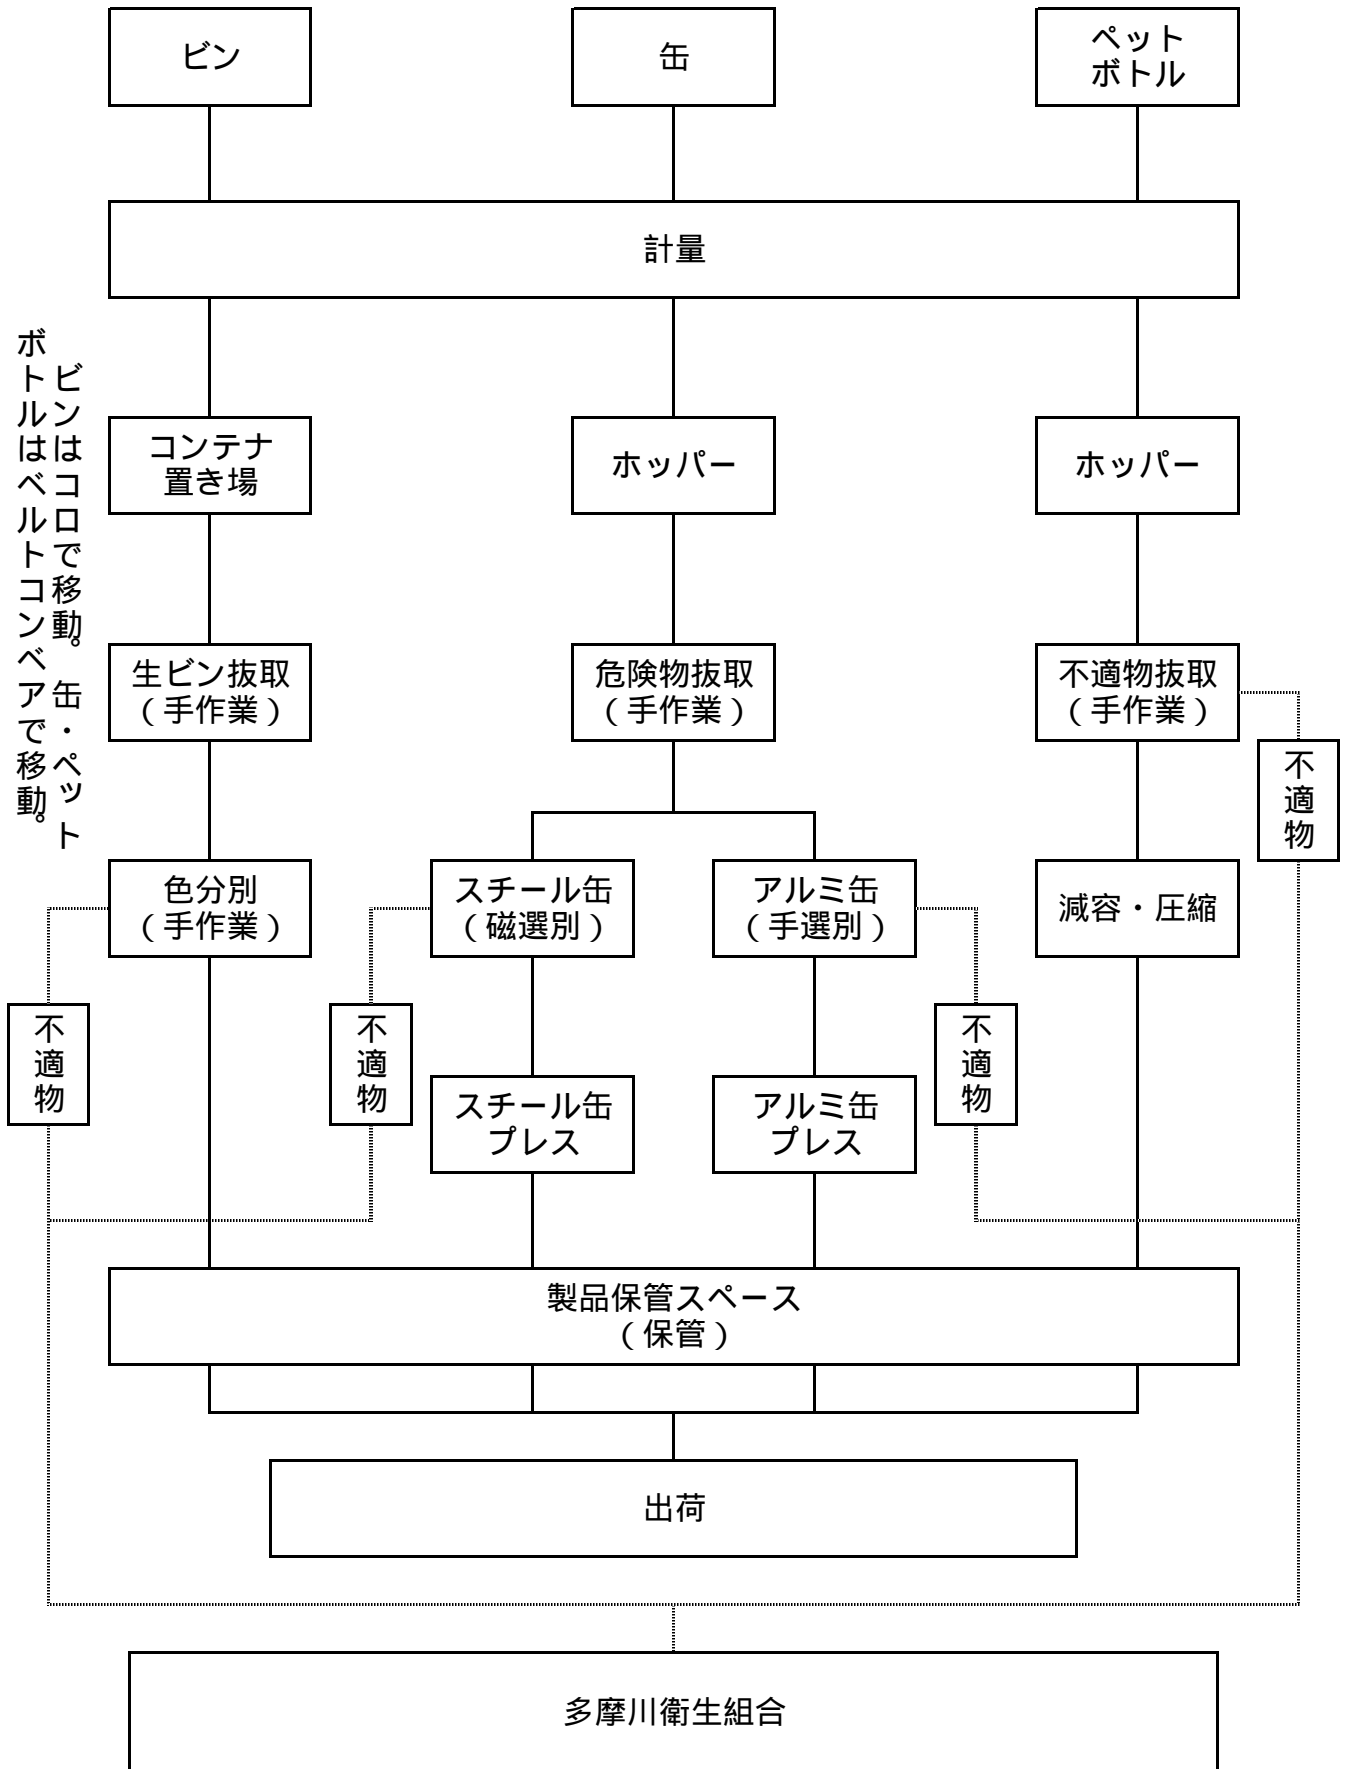 ビン
缶
ペット
ボトル
計量
ビンはコロで移動。缶・ペット
ボトルはベルトコンベアで移動。
コンテナ
置き場
ホッパー
ホッパー
生ビン抜取
(手作業)
危険物抜取
(手作業)
不適物抜取
(手作業)
不適物
色分別
(手作業)
スチール缶
(磁選別)
アルミ缶
(手選別)
減容・圧縮
不適物
不適物
不適物
スチール缶
プレス
アルミ缶
プレス
製品保管スペース
(保管)
出荷
多摩川衛生組合